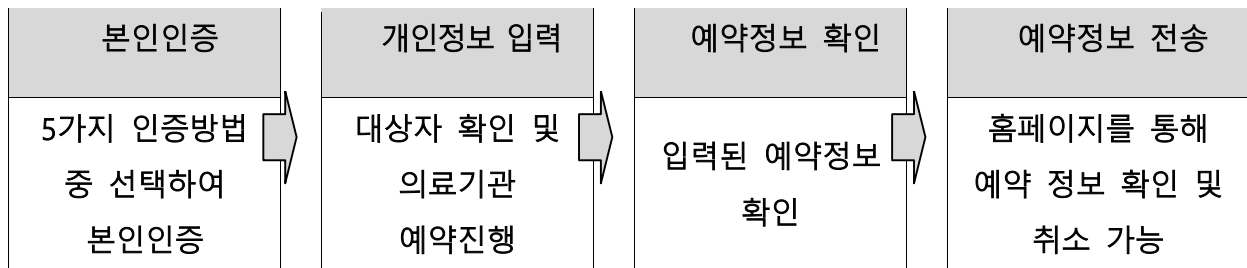 본인인증
5가지 인증방법
중 선택하여
본인인증
개인정보 입력
대상자 확인 및
의료기관
예약진행
예약정보 확인
입력된 예약정보
확인
예약정보 전송
홈페이지를 통해
예약 정보 확인 및
취소 가능